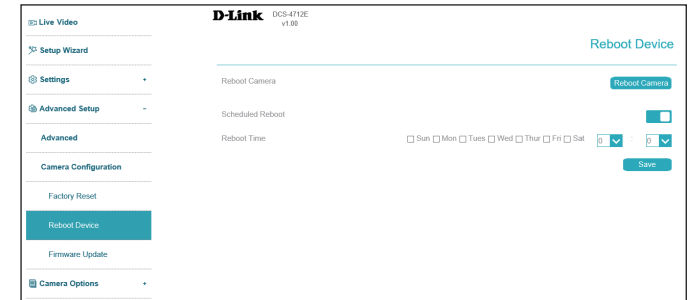 Live Video
D-Link DCS-4712E
v1.00
Setup Wizard
Reboot Device
Settings +
Reboot Camera Reboot Camera
Advanced Setup -
Scheduled Reboot
Advanced
Reboot Time Sun Mon Tues Wed Thur Fri Sat 0 : 0
Camera Configuration
Save
Factory Reset
Reboot Device
Firmware Update
Camera Options +